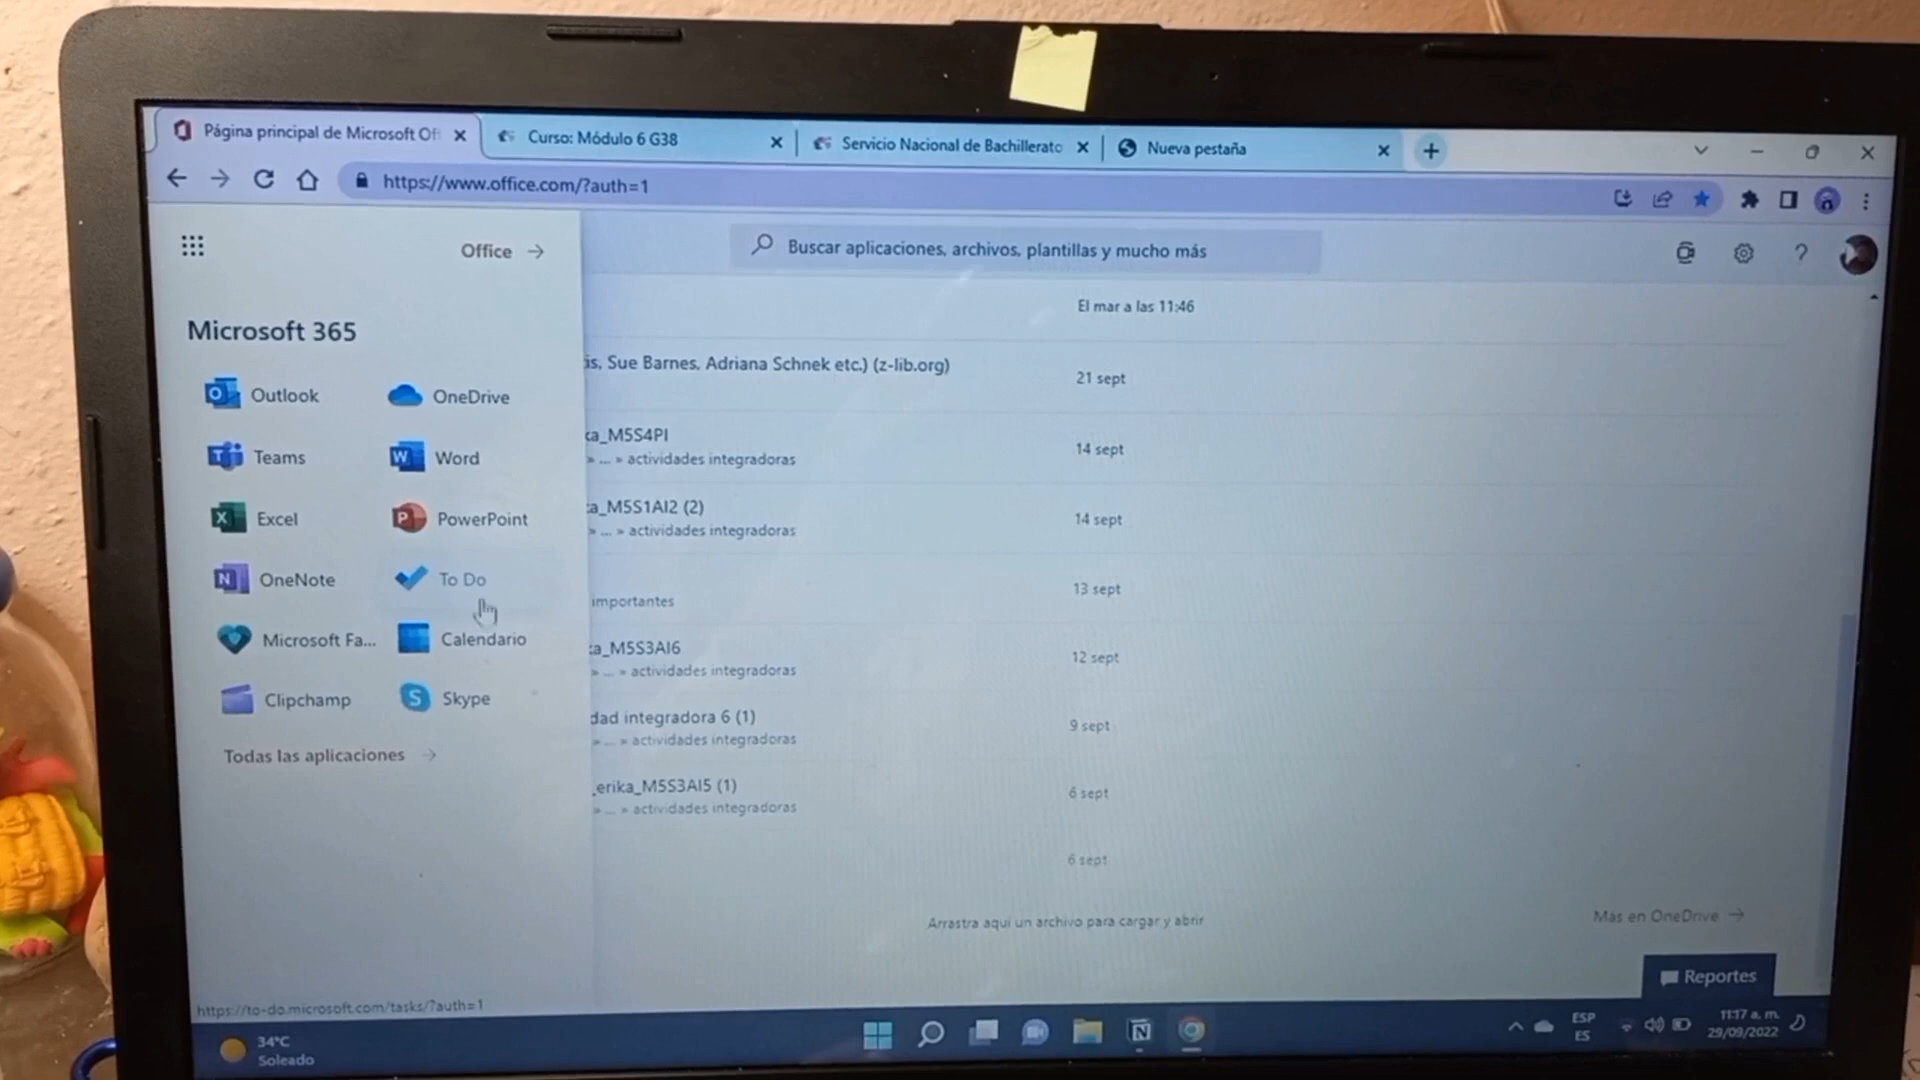 Página principal de Microsoft Of
Curso: Módulo 6 G38
Servicio Nacional de Bachillerato
Nueva pestaña
https://www.office.com/?auth=1
Office
Buscar aplicaciones, archivos, plantillas y mucho más
Microsoft 365
Outlook
OneDrive
Teams
Word
Excel
PowerPoint
OneNote
To Do
Microsoft Fa...
Calendario
Clipchamp
Skype
Todas las aplicaciones
El mar a las 11:46
is, Sue Barnes, Adriana Schnek etc.) (z-lib.org)
21 sept
ka_M5S4PI
» ... » actividades integradoras
14 sept
a_M5S1AI2 (2)
» ... » actividades integradoras
14 sept
importantes
13 sept
a_M5S3AI6
» ... » actividades integradoras
12 sept
dad integradora 6 (1)
» ... » actividades integradoras
9 sept
_erika_M5S3AI5 (1)
» ... » actividades integradoras
6 sept
6 sept
Arrastra aquí un archivo para cargar y abrir
Más en OneDrive
Reportes
https://to-do.microsoft.com/tasks/?auth=1
34°C
Soleado
ESP
ES
11:17 a. m.
29/09/2022